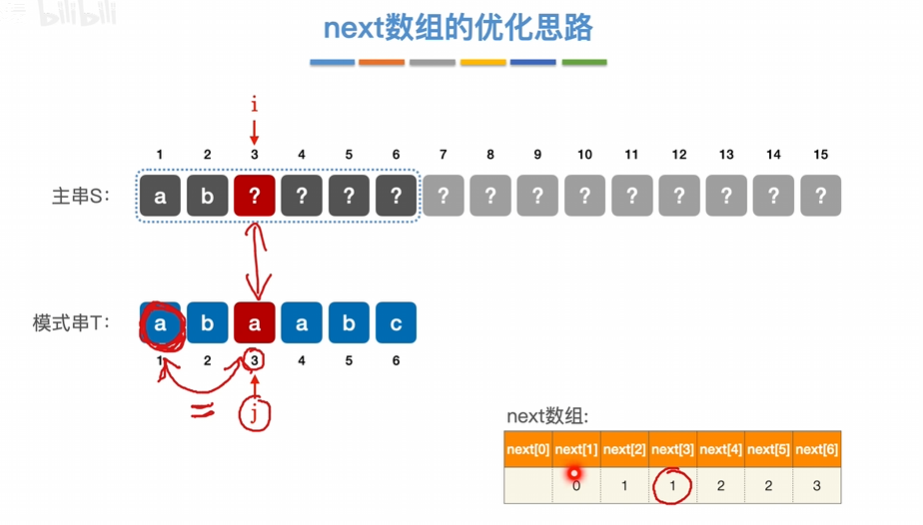 bilibili
next数组的优化思路
i
1 2 3 4 5 6 7 8 9 10 11 12 13 14 15
主串S: a b ? ? ? ? ? ? ? ? ? ? ? ? ?
模式串T: a b a a b c
1 2 3 4 5 6
= j
next数组:
next[0] next[1] next[2] next[3] next[4] next[5] next[6]
0 1 1 2 2 3